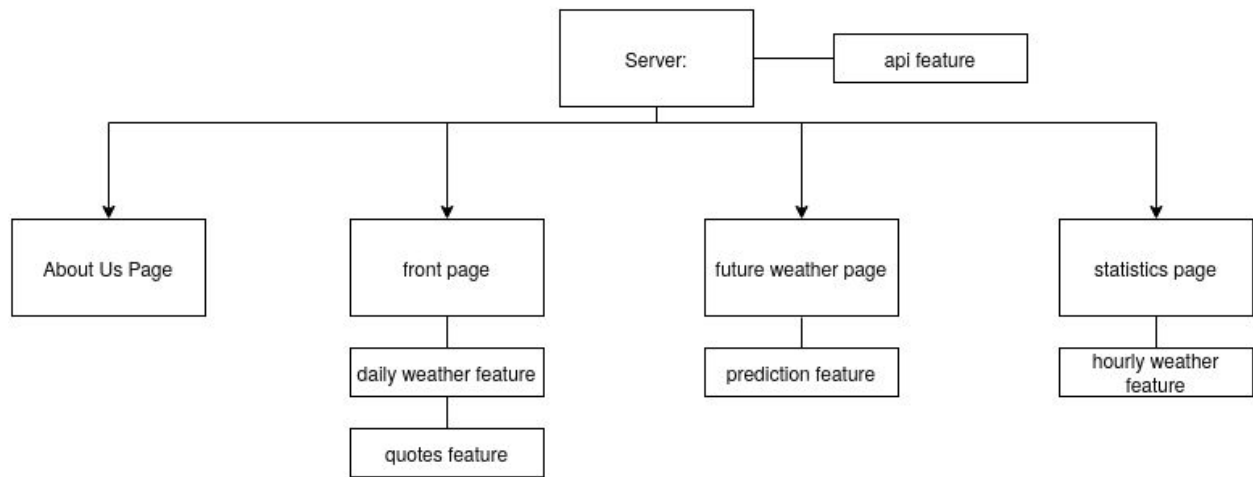 Server:
api feature
About Us Page
front page
future weather page
statistics page
daily weather feature
prediction feature
hourly weather
feature
quotes feature